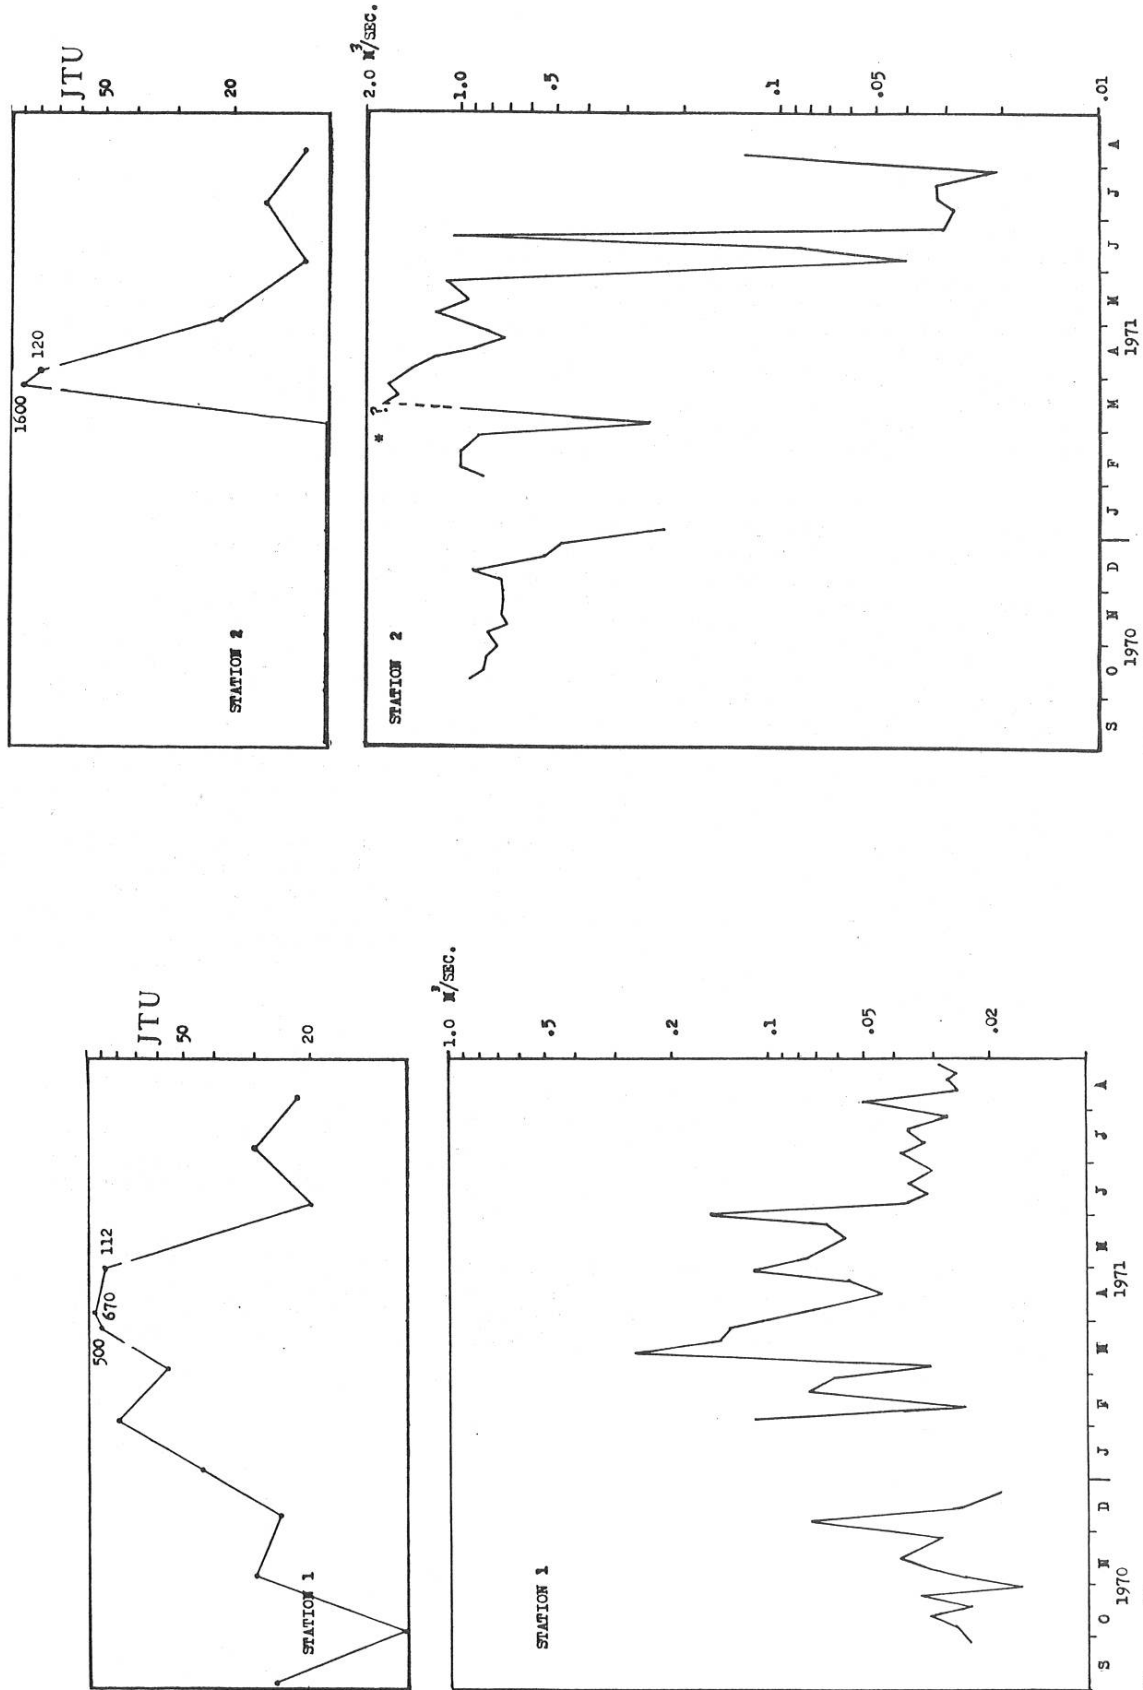 JTU
50
20
500
670
112
STATION 1
1.0 M³/SEC.
.5
.2
.1
.05
.02
STATION 1
S O N D J F M A M J J A
1970 1971
JTU
50
20
1600
120
STATION 2
2.0 M³/SEC.
1.0
.5
.1
.05
.01
* ?
STATION 2
S O N D J F M A M J J A
1970 1971